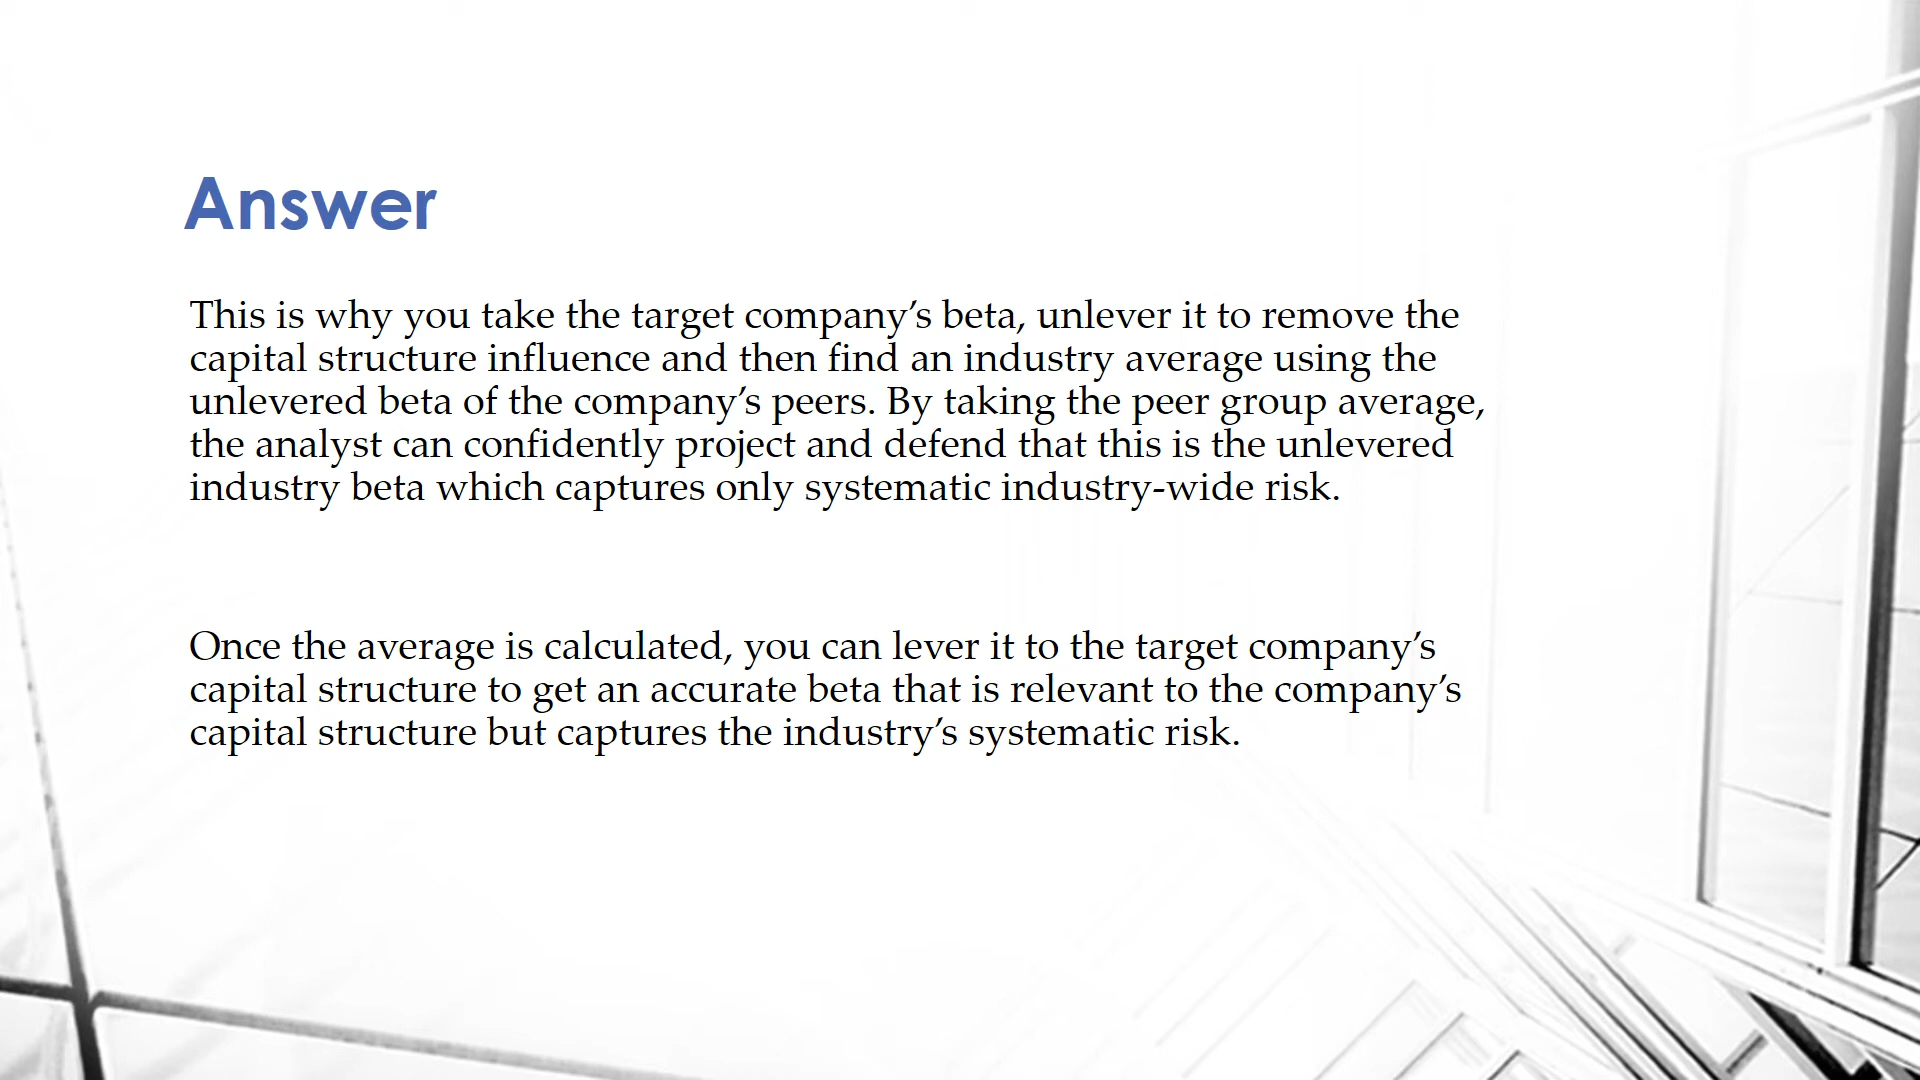 Answer
This is why you take the target company’s beta, unlever it to remove the
capital structure influence and then find an industry average using the
unlevered beta of the company’s peers. By taking the peer group average,
the analyst can confidently project and defend that this is the unlevered
industry beta which captures only systematic industry-wide risk.
Once the average is calculated, you can lever it to the target company’s
capital structure to get an accurate beta that is relevant to the company’s
capital structure but captures the industry’s systematic risk.